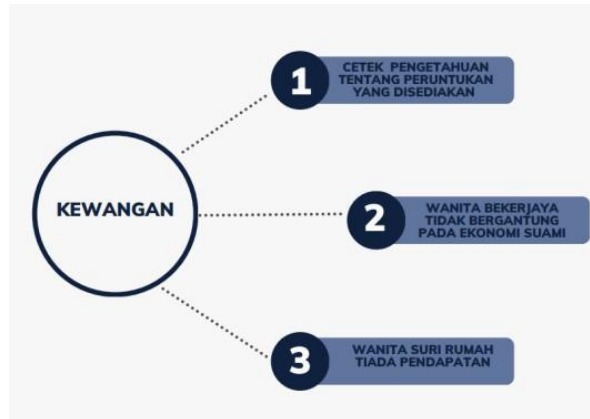 1
CETEK PENGETAHUAN
TENTANG PERUNTUKAN
YANG DISEDIAKAN
KEWANGAN
2
WANITA BEKERJAYA
TIDAK BERGANTUNG
PADA EKONOMI SUAMI
3
WANITA SURI RUMAH
TIADA PENDAPATAN